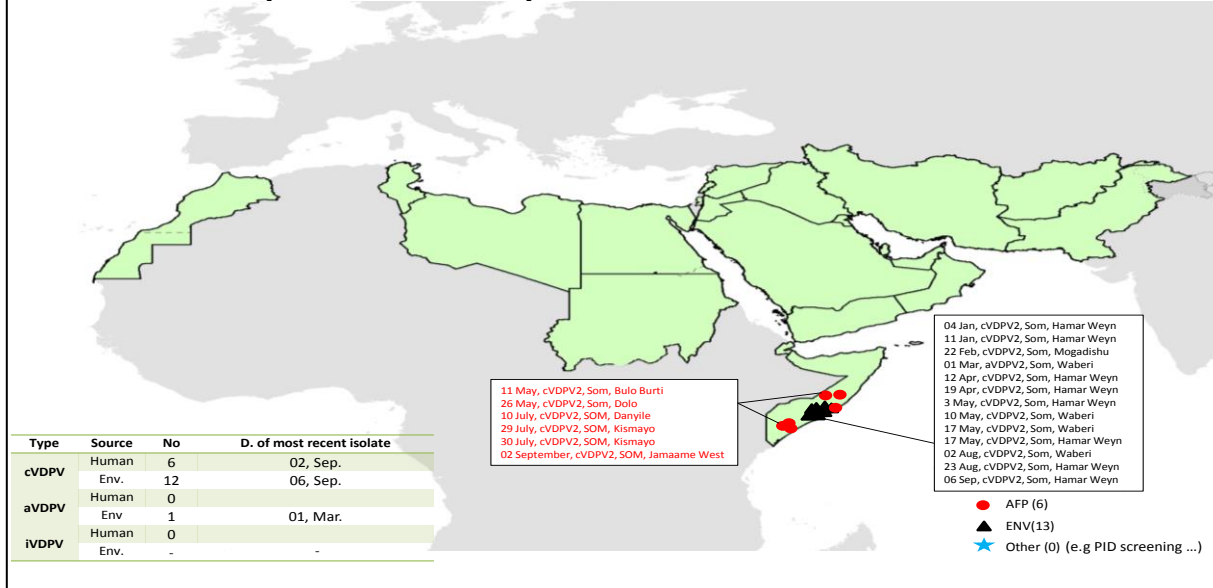 04 Jan, cVDPV2, Som, Hamar Weyn
11 Jan, cVDPV2, Som, Hamar Weyn
22 Feb, cVDPV2, Som, Mogadishu
01 Mar, aVDPV2, Som, Waberi
12 Apr, cVDPV2, Som, Hamar Weyn
19 Apr, cVDPV2, Som, Hamar Weyn
3 May, cVDPV2, Som, Hamar Weyn
10 May, cVDPV2, Som, Waberi
17 May, cVDPV2, Som, Waberi
17 May, cVDPV2, Som, Hamar Weyn
02 Aug, cVDPV2, Som, Waberi
23 Aug, cVDPV2, Som, Hamar Weyn
06 Sep, cVDPV2, Som, Hamar Weyn
11 May, cVDPV2, Som, Bulo Burti
26 May, cVDPV2, Som, Dolo
10 July, cVDPV2, SOM, Danyile
29 July, cVDPV2, SOM, Kismayo
30 July, cVDPV2, SOM, Kismayo
02 September, cVDPV2, SOM, Jamaame West
Type Source No D. of most recent isolate
cVDPV Human 6 02, Sep.
Env. 12 06, Sep.
aVDPV Human 0
Env 1 01, Mar.
iVDPV Human 0
Env. - -
AFP (6)
ENV(13)
Other (0) (e.g PID screening ...)